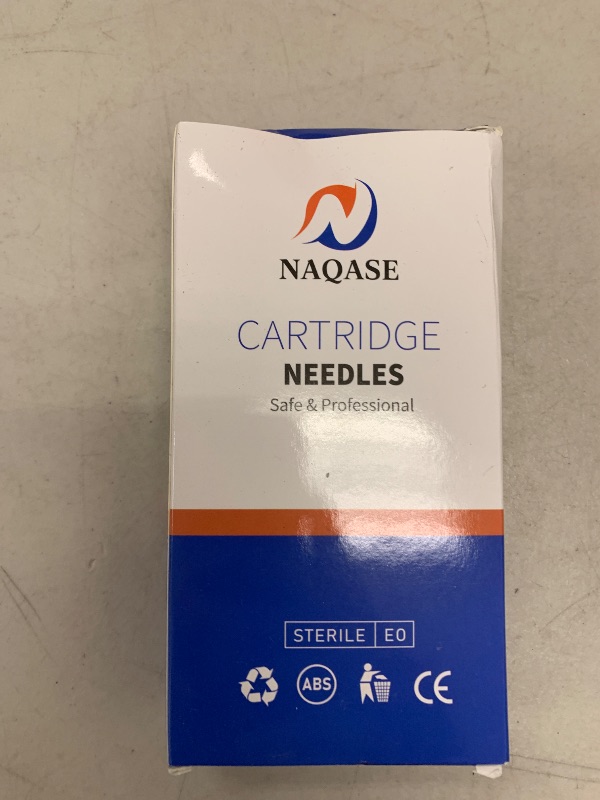 NAQASE
CARTRIDGE
NEEDLES
Safe & Professional
STERILE EO
ABS
CE